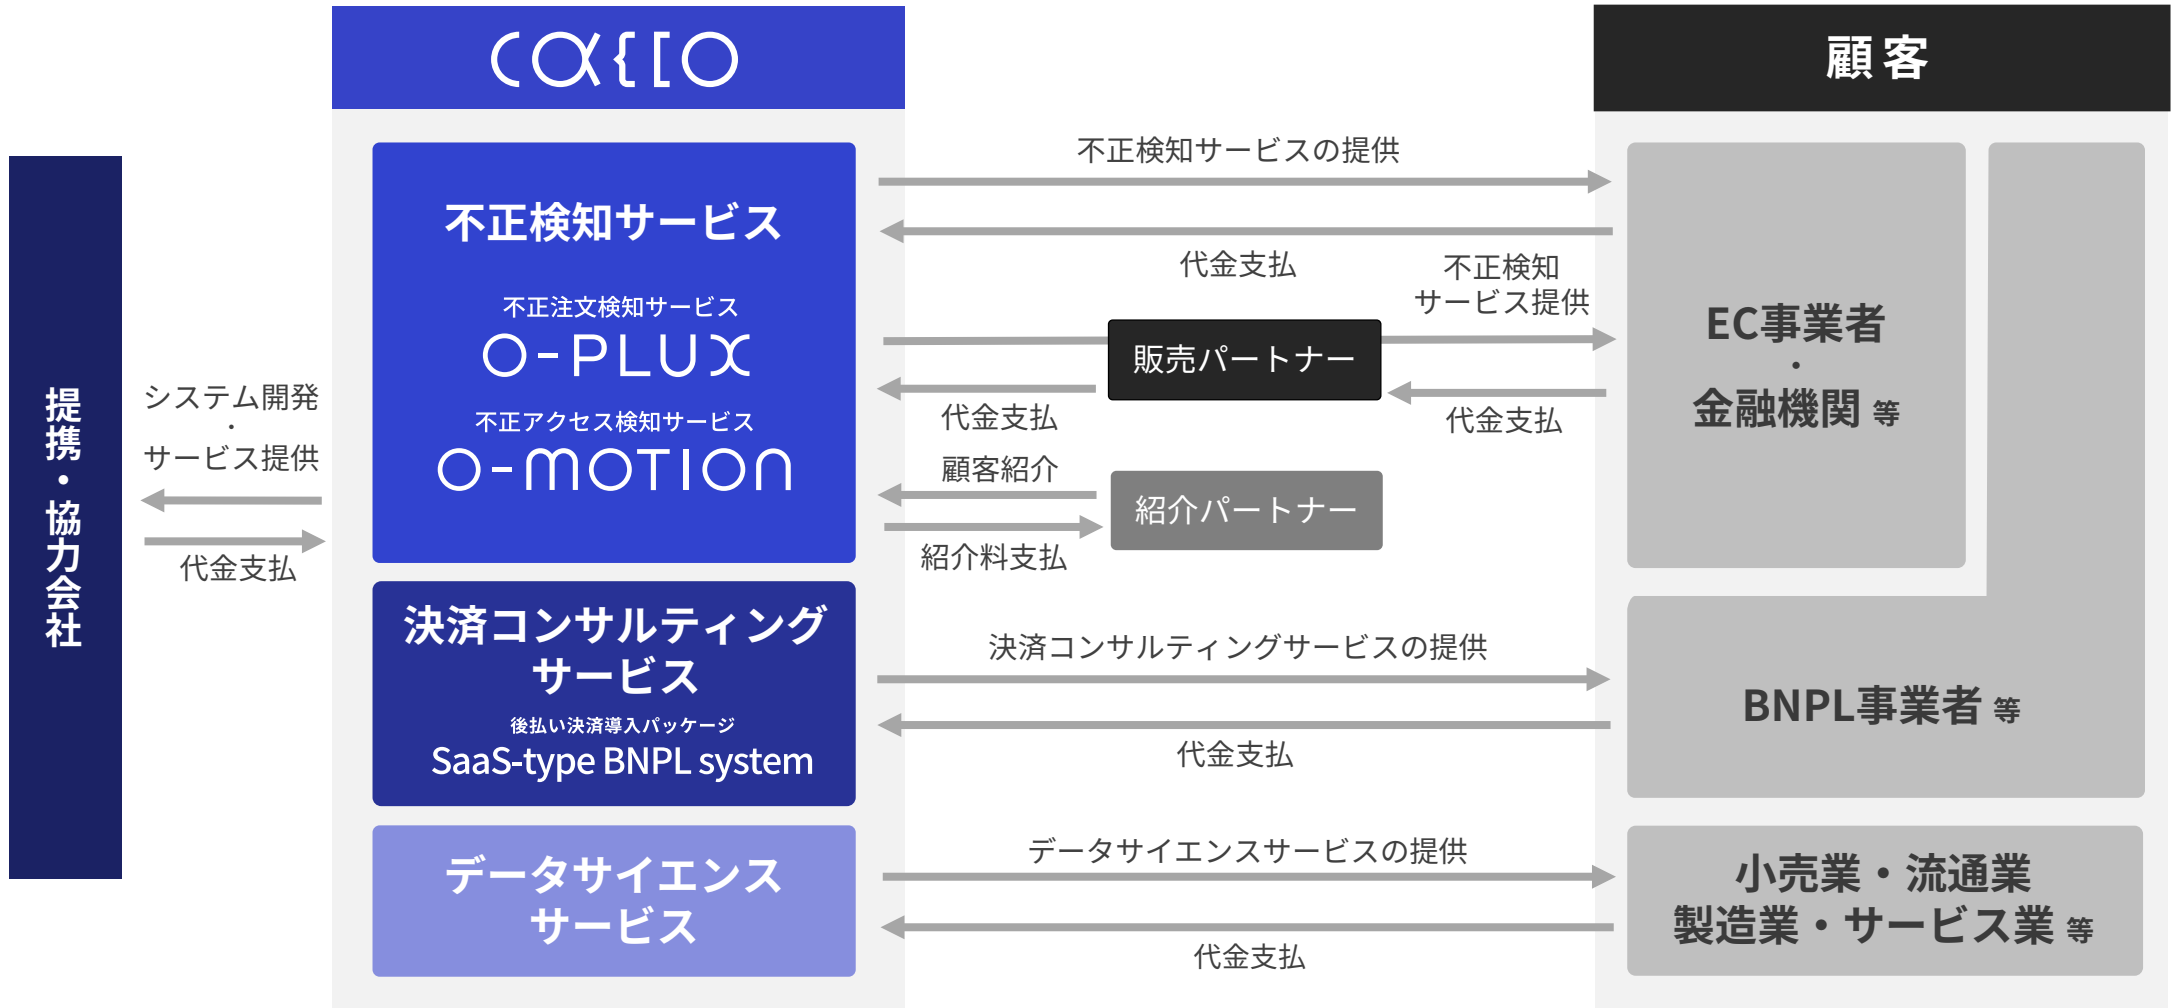 cacco
顧客
提携・協力会社
システム開発
・
サービス提供
代金支払
不正検知サービス
不正注文検知サービス
O-PLUX
不正アクセス検知サービス
O-MOTION
決済コンサルティング
サービス
後払い決済導入パッケージ
SaaS-type BNPL system
データサイエンス
サービス
不正検知サービスの提供
代金支払
不正検知
サービス提供
販売パートナー
代金支払
代金支払
顧客紹介
紹介パートナー
紹介料支払
決済コンサルティングサービスの提供
代金支払
データサイエンスサービスの提供
代金支払
EC事業者
・
金融機関 等
BNPL事業者 等
小売業・流通業
製造業・サービス業 等